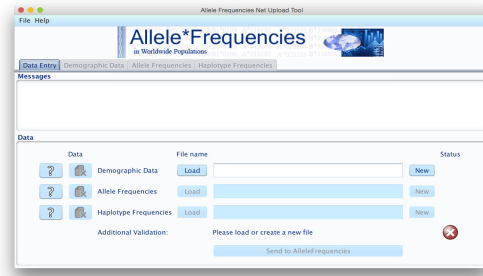 Allele Frequencies Net Upload Tool
File Help
Allele*Frequencies
in Worldwide Populations
Data Entry Demographic Data Allele Frequencies Haplotype Frequencies
Messages
Data
Data File name Status
? Demographic Data Load New
? Allele Frequencies Load New
? Haplotype Frequencies Load New
Additional Validation: Please load or create a new file
Send to AlleleFrequencies